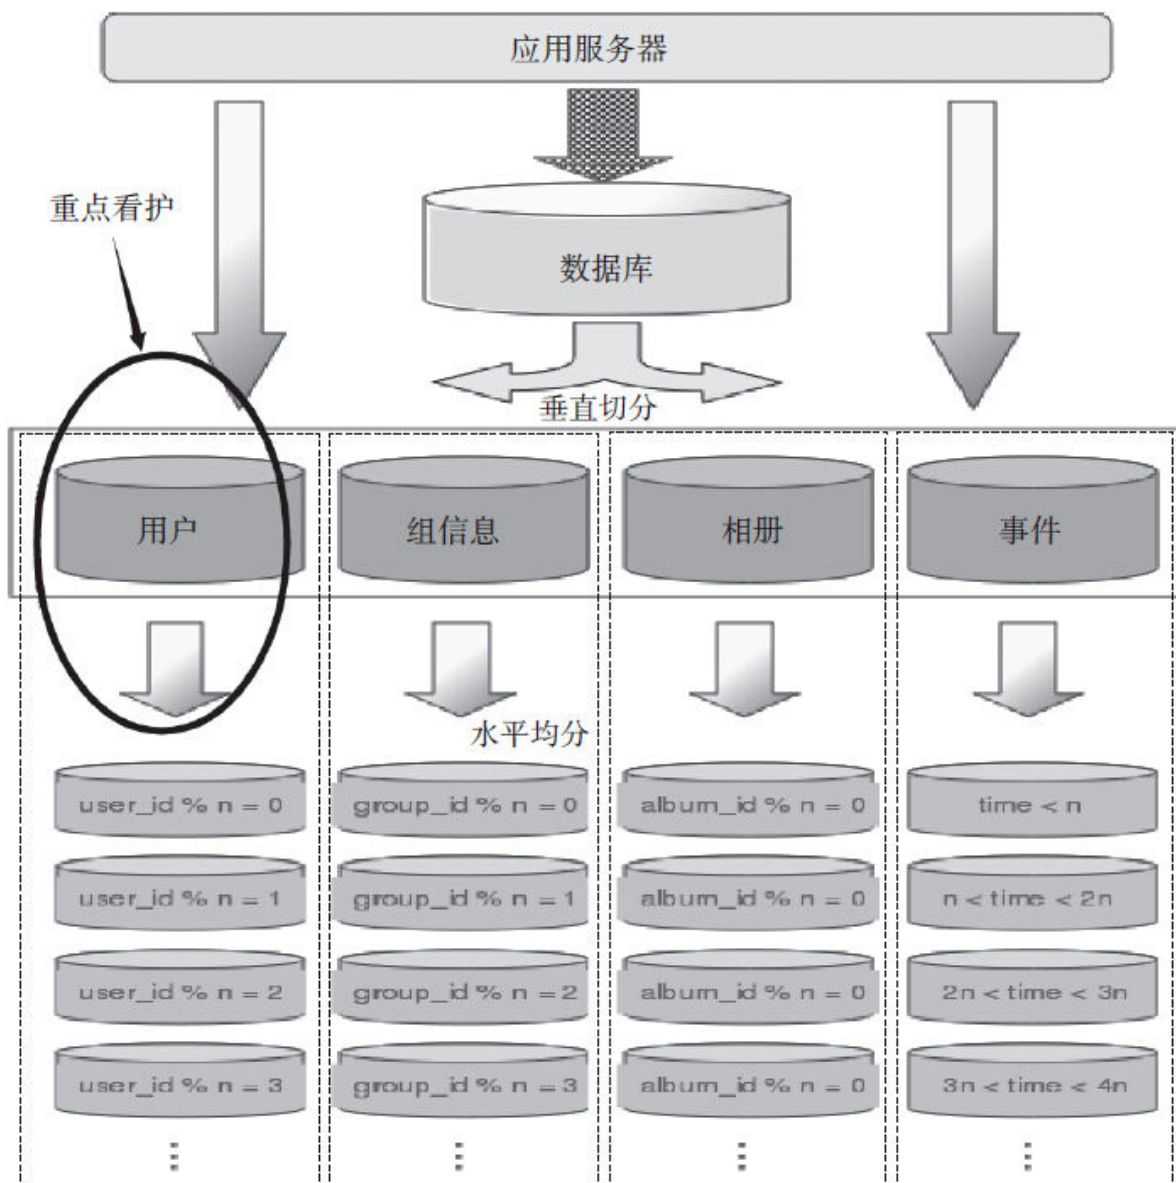 应用服务器
重点看护
数据库
垂直切分
用户
组信息
相册
事件
水平均分
user_id % n = 0
group_id % n = 0
album_id % n = 0
time < n
user_id % n = 1
group_id % n = 1
album_id % n = 0
n < time < 2n
user_id % n = 2
group_id % n = 2
album_id % n = 0
2n < time < 3n
user_id % n = 3
group_id % n = 3
album_id % n = 0
3n < time < 4n